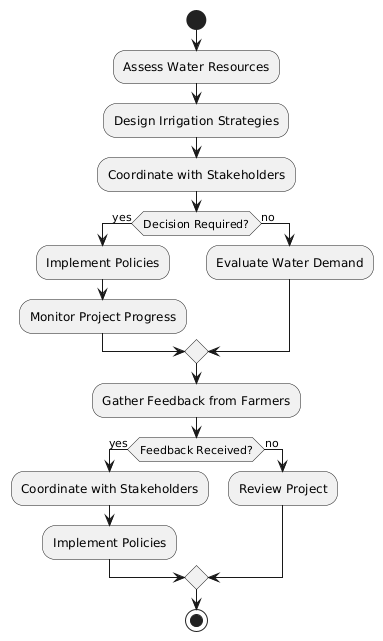 Assess Water Resources
Design Irrigation Strategies
Coordinate with Stakeholders
yes
Decision Required?
no
Implement Policies
Evaluate Water Demand
Monitor Project Progress
Gather Feedback from Farmers
yes
Feedback Received?
no
Coordinate with Stakeholders
Review Project
Implement Policies